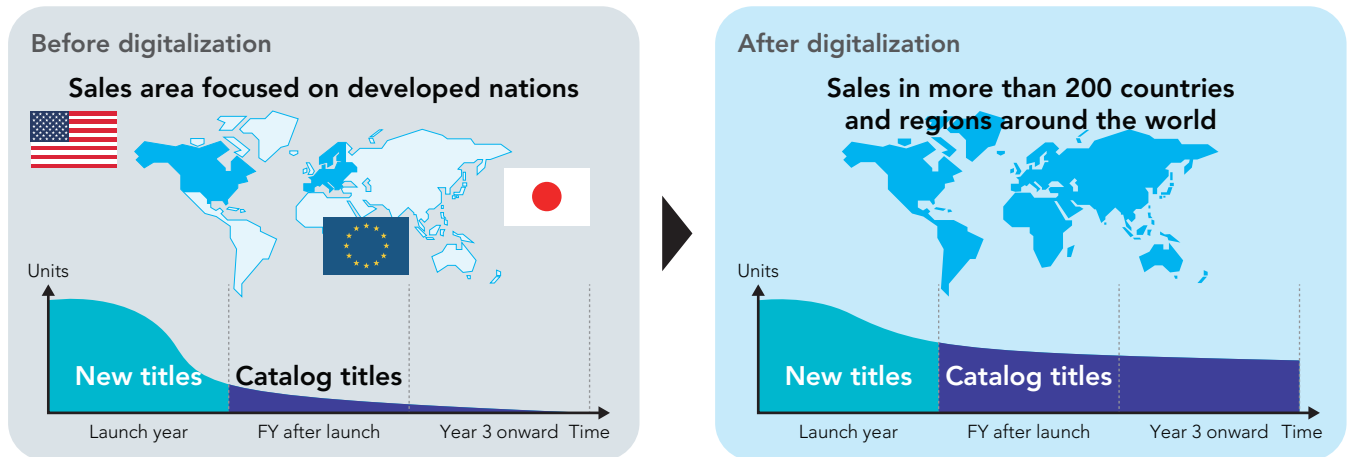 Before digitalization
Sales area focused on developed nations
Units
New titles
Catalog titles
Launch year
FY after launch
Year 3 onward
Time
After digitalization
Sales in more than 200 countries
and regions around the world
Units
New titles
Catalog titles
Launch year
FY after launch
Year 3 onward
Time